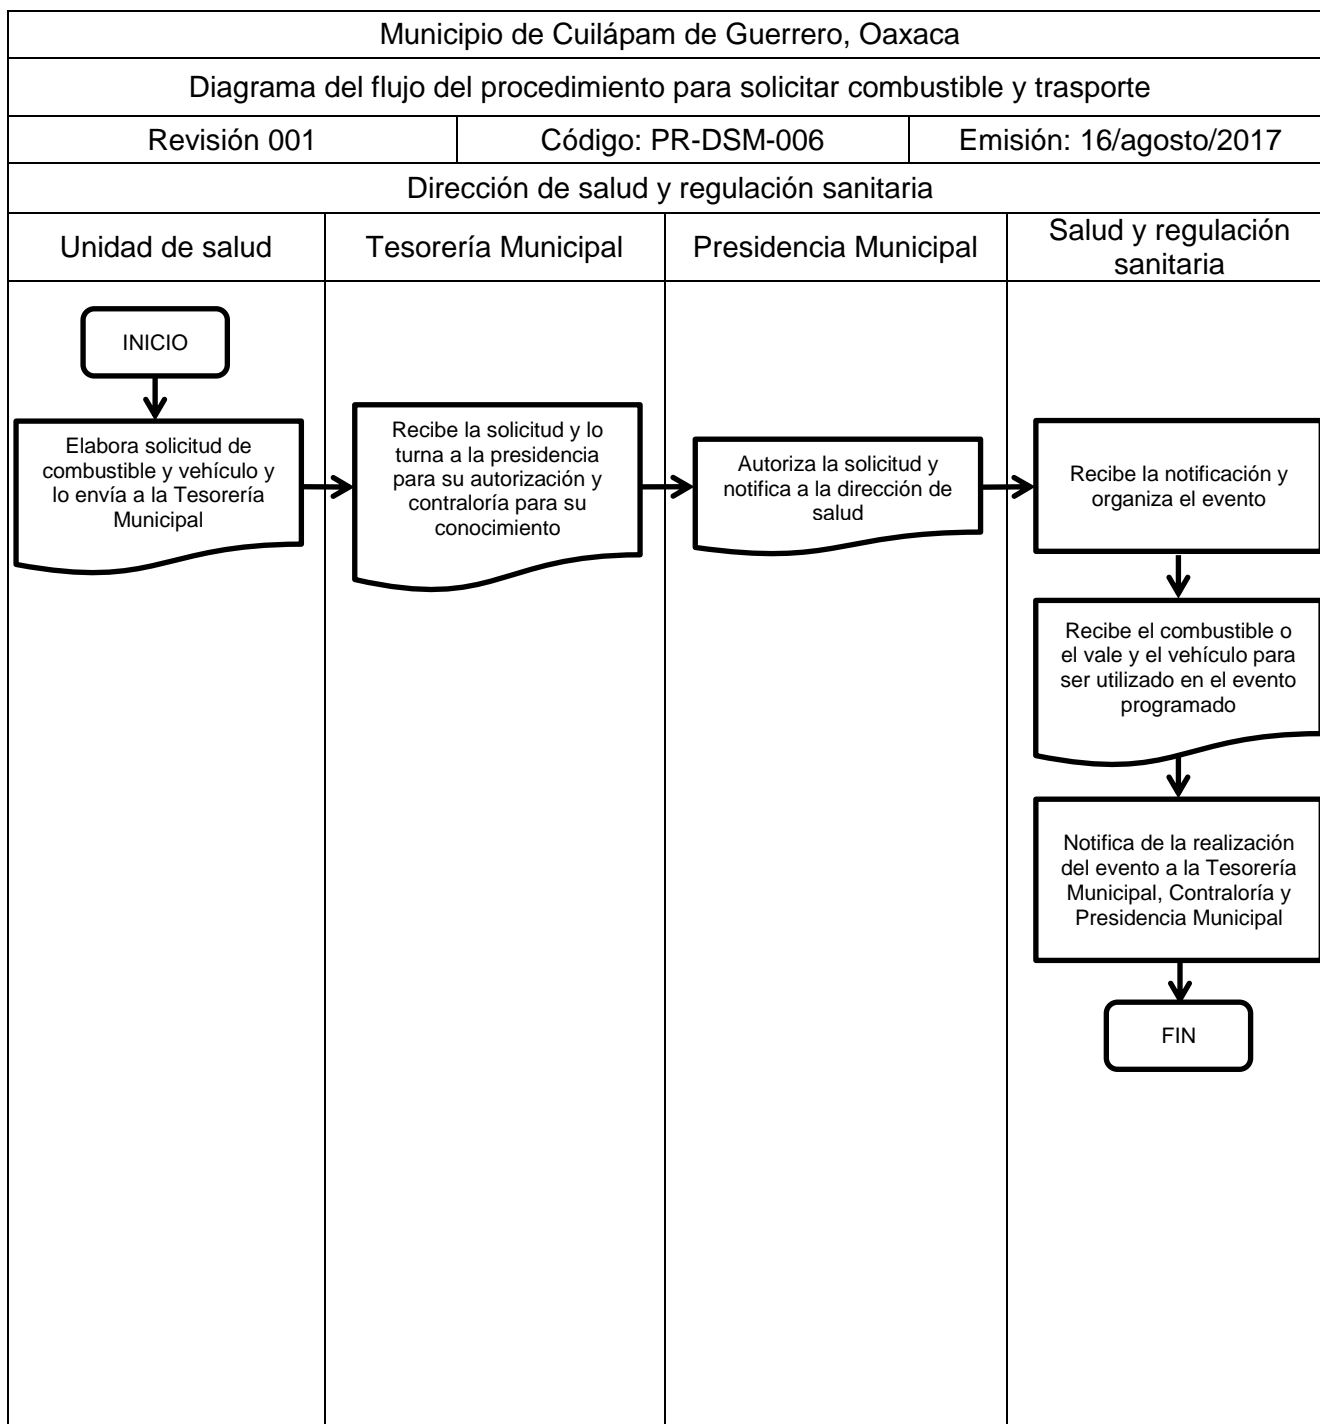 Municipio de Cuilápam de Guerrero, Oaxaca
Diagrama del flujo del procedimiento para solicitar combustible y trasporte
Revisión 001
Código: PR-DSM-006
Emisión: 16/agosto/2017
Dirección de salud y regulación sanitaria
Unidad de salud
Tesorería Municipal
Presidencia Municipal
Salud y regulación
sanitaria
INICIO
Elabora solicitud de
combustible y vehículo y
lo envía a la Tesorería
Municipal
Recibe la solicitud y lo
turna a la presidencia
para su autorización y
contraloría para su
conocimiento
Autoriza la solicitud y
notifica a la dirección de
salud
Recibe la notificación y
organiza el evento
Recibe el combustible o
el vale y el vehículo para
ser utilizado en el evento
programado
Notifica de la realización
del evento a la Tesorería
Municipal, Contraloría y
Presidencia Municipal
FIN